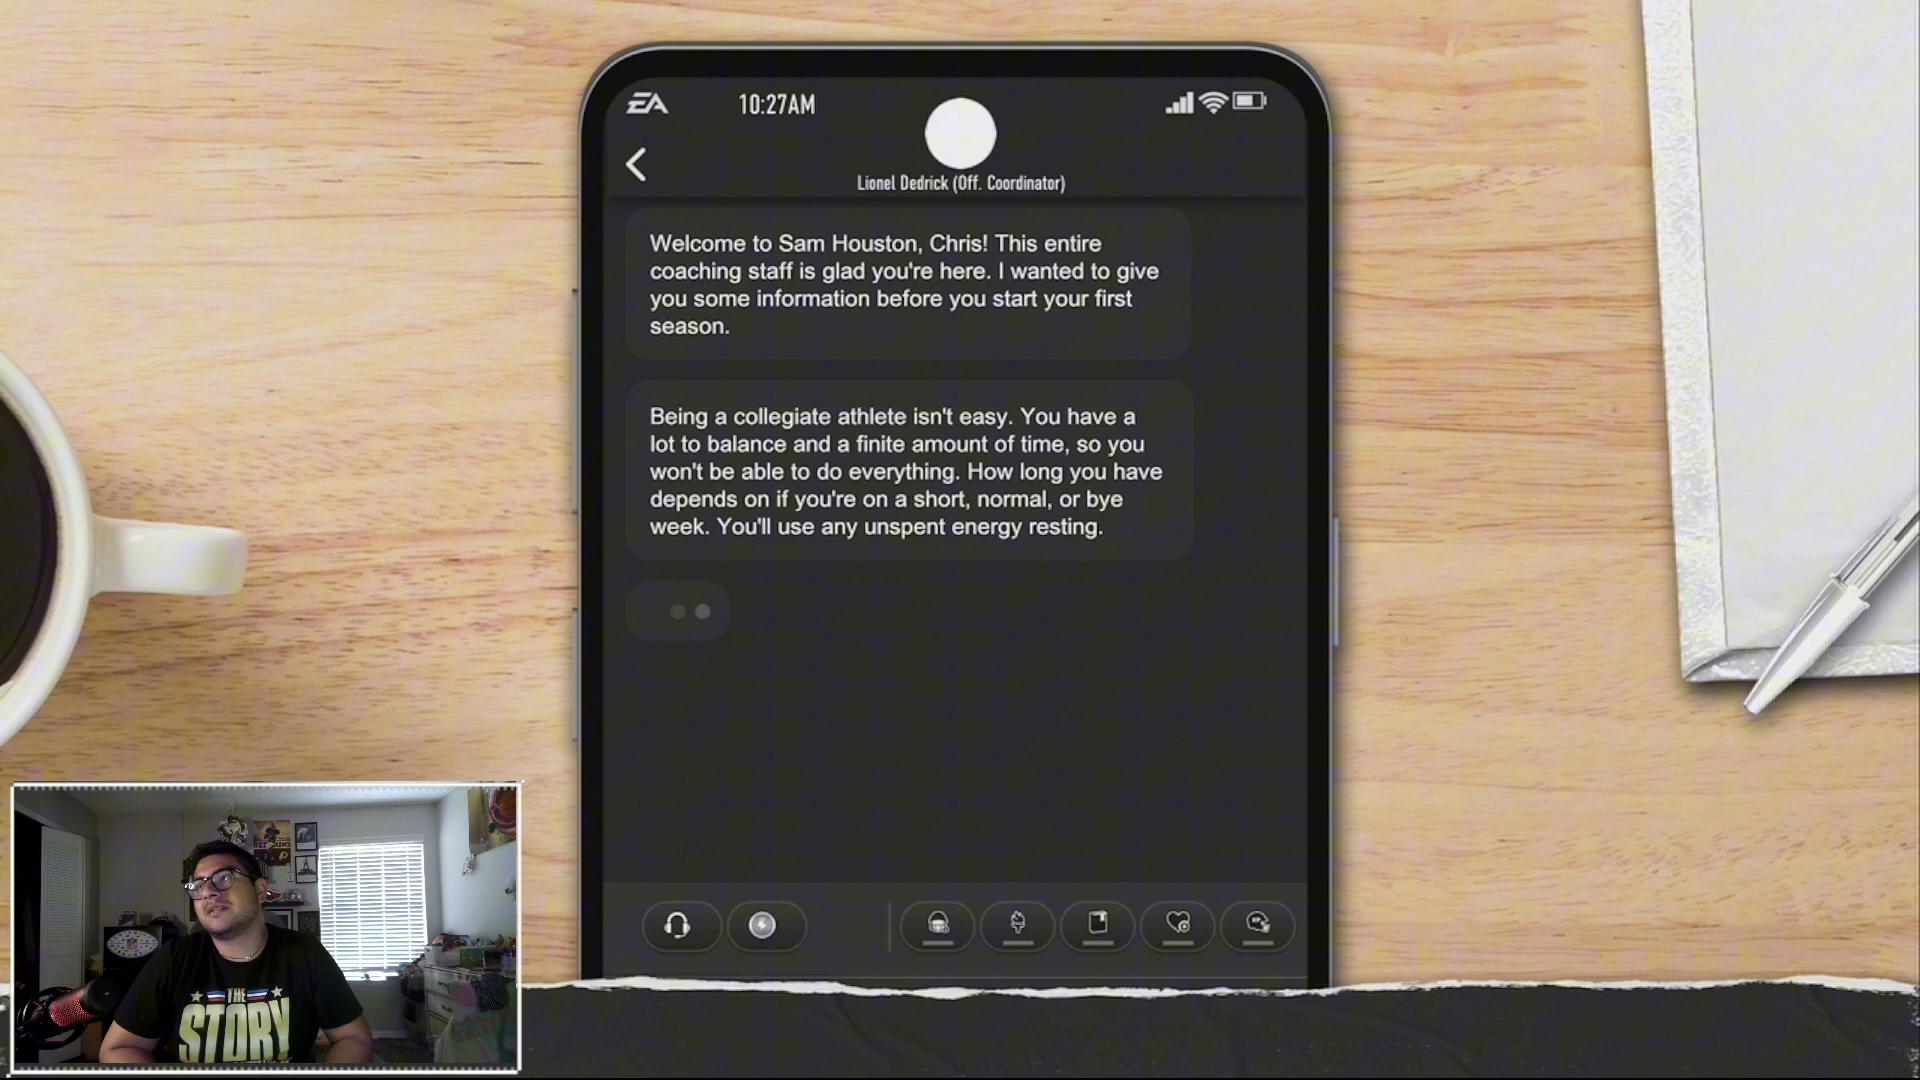 EA
10:27AM
Lionel Dedrick (Off. Coordinator)
Welcome to Sam Houston, Chris! This entire
coaching staff is glad you're here. I wanted to give
you some information before you start your first
season.
Being a collegiate athlete isn't easy. You have a
lot to balance and a finite amount of time, so you
won't be able to do everything. How long you have
depends on if you're on a short, normal, or bye
week. You'll use any unspent energy resting.
THE
STORY